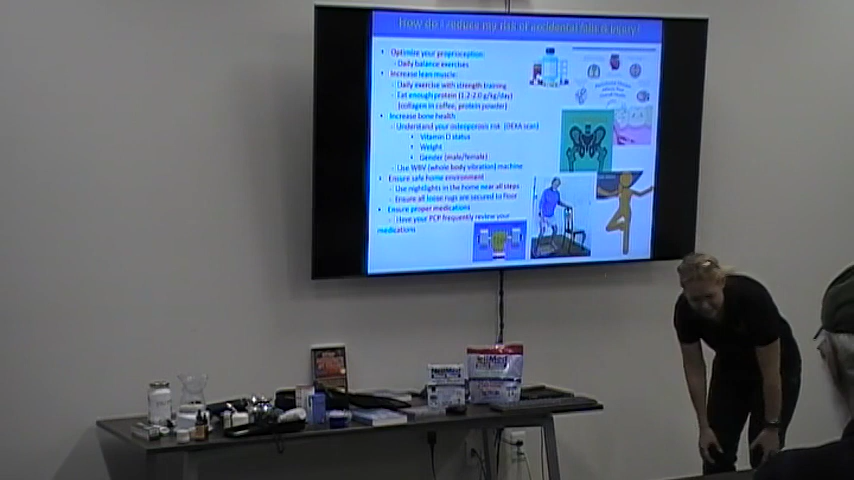 How do I reduce my risk of accidental falls & injury?
• Optimize your proprioception:
– Daily balance exercises
• Increase lean muscle:
– Daily exercise with strength training
– Eat enough protein (1.2-2.0 g/kg/day)
(collagen in coffee, protein powder)
• Increase bone health
– Understand your osteoporosis risk (DEXA scan)
• Vitamin D status
• Weight
• Gender (male/female)
– Use WBV (whole body vibration) machine
• Ensure safe home environment
– Use nightlights in the home near all steps
– Ensure all loose rugs are secured to floor
• Ensure proper medications
– Have your PCP frequently review your
medications
NeilMed
NeilMed